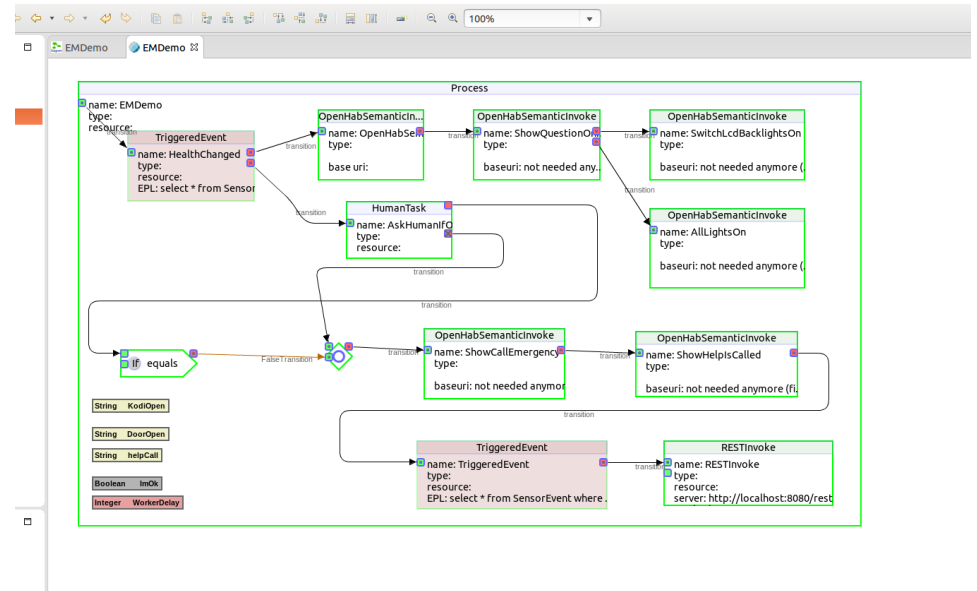 100%
EMDemo
EMDemo
Process
name: EMDemo
type:
resource:
transition
TriggeredEvent
name: HealthChanged
type:
resource:
EPL: select * from Sensor
transition
OpenHabSemanticIn...
name: OpenHabSem
type:
base uri:
transition
OpenHabSemanticInvoke
name: ShowQuestionOn
type:
baseuri: not needed any..
transition
OpenHabSemanticInvoke
name: SwitchLcdBacklightsOn
type:
baseuri: not needed anymore (.
transition
OpenHabSemanticInvoke
name: AllLightsOn
type:
baseuri: not needed anymore (.
transition
HumanTask
name: AskHumanIfO
type:
resource:
transition
transition
if equals
FalseTransition
transition
OpenHabSemanticInvoke
name: ShowCallEmergency
type:
baseuri: not needed anymor
transition
OpenHabSemanticInvoke
name: ShowHelpIsCalled
type:
baseuri: not needed anymore (fi.
transition
String KodiOpen
String DoorOpen
String helpCall
Boolean ImOk
Integer WorkerDelay
TriggeredEvent
name: TriggeredEvent
type:
resource:
EPL: select * from SensorEvent where .
transition
RESTInvoke
name: RESTInvoke
type:
resource:
server: http://localhost:8080/rest